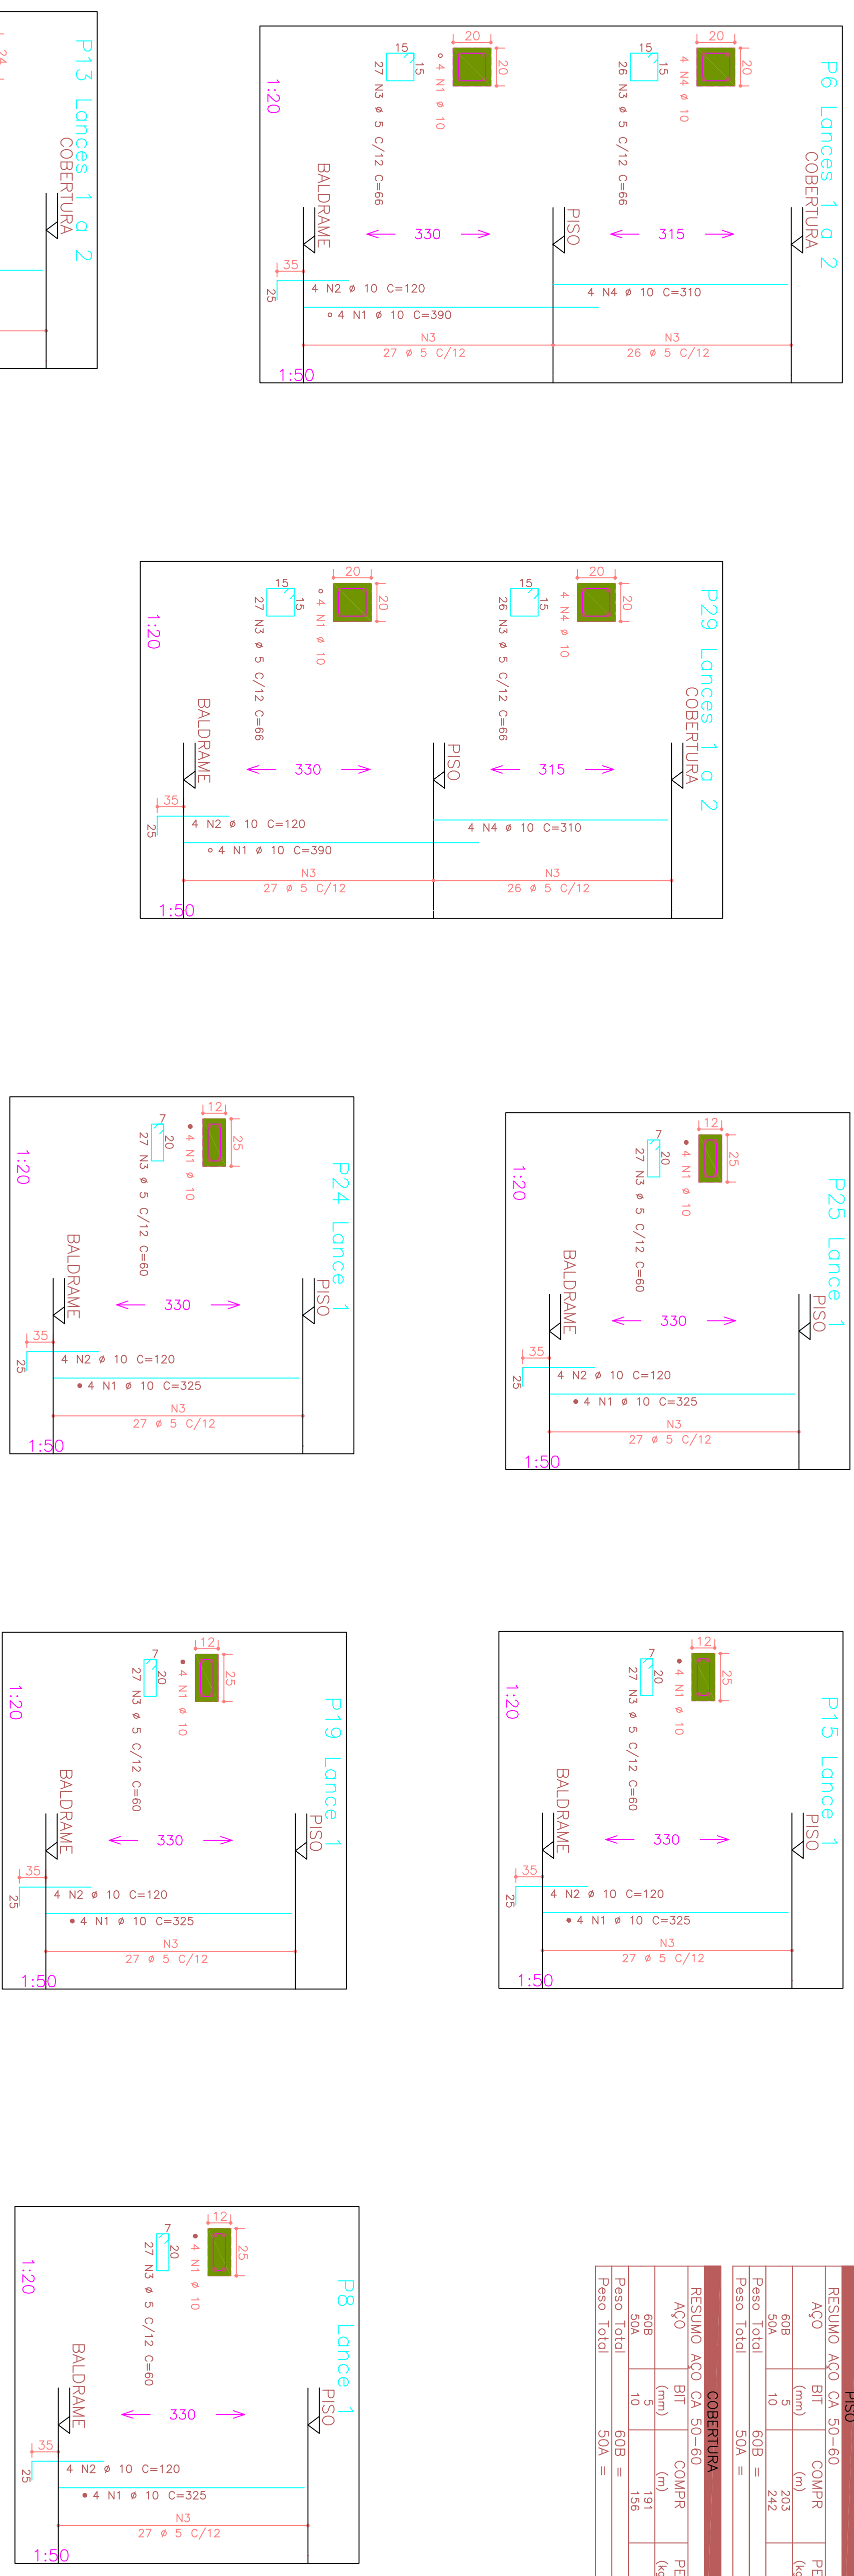 P13 Lances 1 a 2
COBERTURA
24
P6 Lances 1 a 2
COBERTURA
20
20
4 N4 ø 10
15
15
26 N3 ø 5 C/12 C=66
315
4 N4 ø 10 C=310
N3
26 ø 5 C/12
PISO
20
20
4 N1 ø 10
15
15
27 N3 ø 5 C/12 C=66
330
BALDRAME
35
25
4 N2 ø 10 C=120
4 N1 ø 10 C=390
N3
27 ø 5 C/12
1:20
1:50
P29 Lances 1 a 2
COBERTURA
20
20
4 N4 ø 10
15
15
26 N3 ø 5 C/12 C=66
315
4 N4 ø 10 C=310
N3
26 ø 5 C/12
PISO
20
20
4 N1 ø 10
15
15
27 N3 ø 5 C/12 C=66
330
BALDRAME
35
25
4 N2 ø 10 C=120
4 N1 ø 10 C=390
N3
27 ø 5 C/12
1:20
1:50
P25 Lance 1
PISO
12
25
4 N1 ø 10
7
20
27 N3 ø 5 C/12 C=60
330
BALDRAME
35
25
4 N2 ø 10 C=120
4 N1 ø 10 C=325
N3
27 ø 5 C/12
1:20
1:50
P24 Lance 1
PISO
12
25
4 N1 ø 10
7
20
27 N3 ø 5 C/12 C=60
330
BALDRAME
35
25
4 N2 ø 10 C=120
4 N1 ø 10 C=325
N3
27 ø 5 C/12
1:20
1:50
P15 Lance 1
PISO
12
25
4 N1 ø 10
7
20
27 N3 ø 5 C/12 C=60
330
BALDRAME
35
25
4 N2 ø 10 C=120
4 N1 ø 10 C=325
N3
27 ø 5 C/12
1:20
1:50
P19 Lance 1
PISO
12
25
4 N1 ø 10
7
20
27 N3 ø 5 C/12 C=60
330
BALDRAME
35
25
4 N2 ø 10 C=120
4 N1 ø 10 C=325
N3
27 ø 5 C/12
1:20
1:50
P8 Lance 1
PISO
12
25
4 N1 ø 10
7
20
27 N3 ø 5 C/12 C=60
330
BALDRAME
35
25
4 N2 ø 10 C=120
4 N1 ø 10 C=325
N3
27 ø 5 C/12
1:20
1:50
PISO
RESUMO AÇO CA 50-60
AÇO BIT COMPR PE
(mm) (m) (kg
60B 5 203
50A 10 242
Peso Total 60B =
Peso Total 50A =
COBERTURA
RESUMO AÇO CA 50-60
AÇO BIT COMPR PE
(mm) (m) (kg
60B 5 191
50A 10 156
Peso Total 60B =
Peso Total 50A =